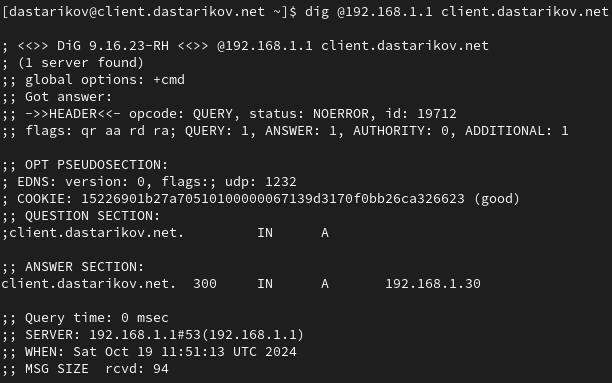 [dastarikov@client.dastarikov.net ~]$ dig @192.168.1.1 client.dastarikov.net
; <<>> DiG 9.16.23-RH <<>> @192.168.1.1 client.dastarikov.net
; (1 server found)
;; global options: +cmd
;; Got answer:
;; ->>HEADER<<- opcode: QUERY, status: NOERROR, id: 19712
;; flags: qr aa rd ra; QUERY: 1, ANSWER: 1, AUTHORITY: 0, ADDITIONAL: 1
;; OPT PSEUDOSECTION:
; EDNS: version: 0, flags:; udp: 1232
; COOKIE: 15226901b27a70510100000067139d3170f0bb26ca326623 (good)
;; QUESTION SECTION:
;client.dastarikov.net. IN A
;; ANSWER SECTION:
client.dastarikov.net. 300 IN A 192.168.1.30
;; Query time: 0 msec
;; SERVER: 192.168.1.1#53(192.168.1.1)
;; WHEN: Sat Oct 19 11:51:13 UTC 2024
;; MSG SIZE rcvd: 94